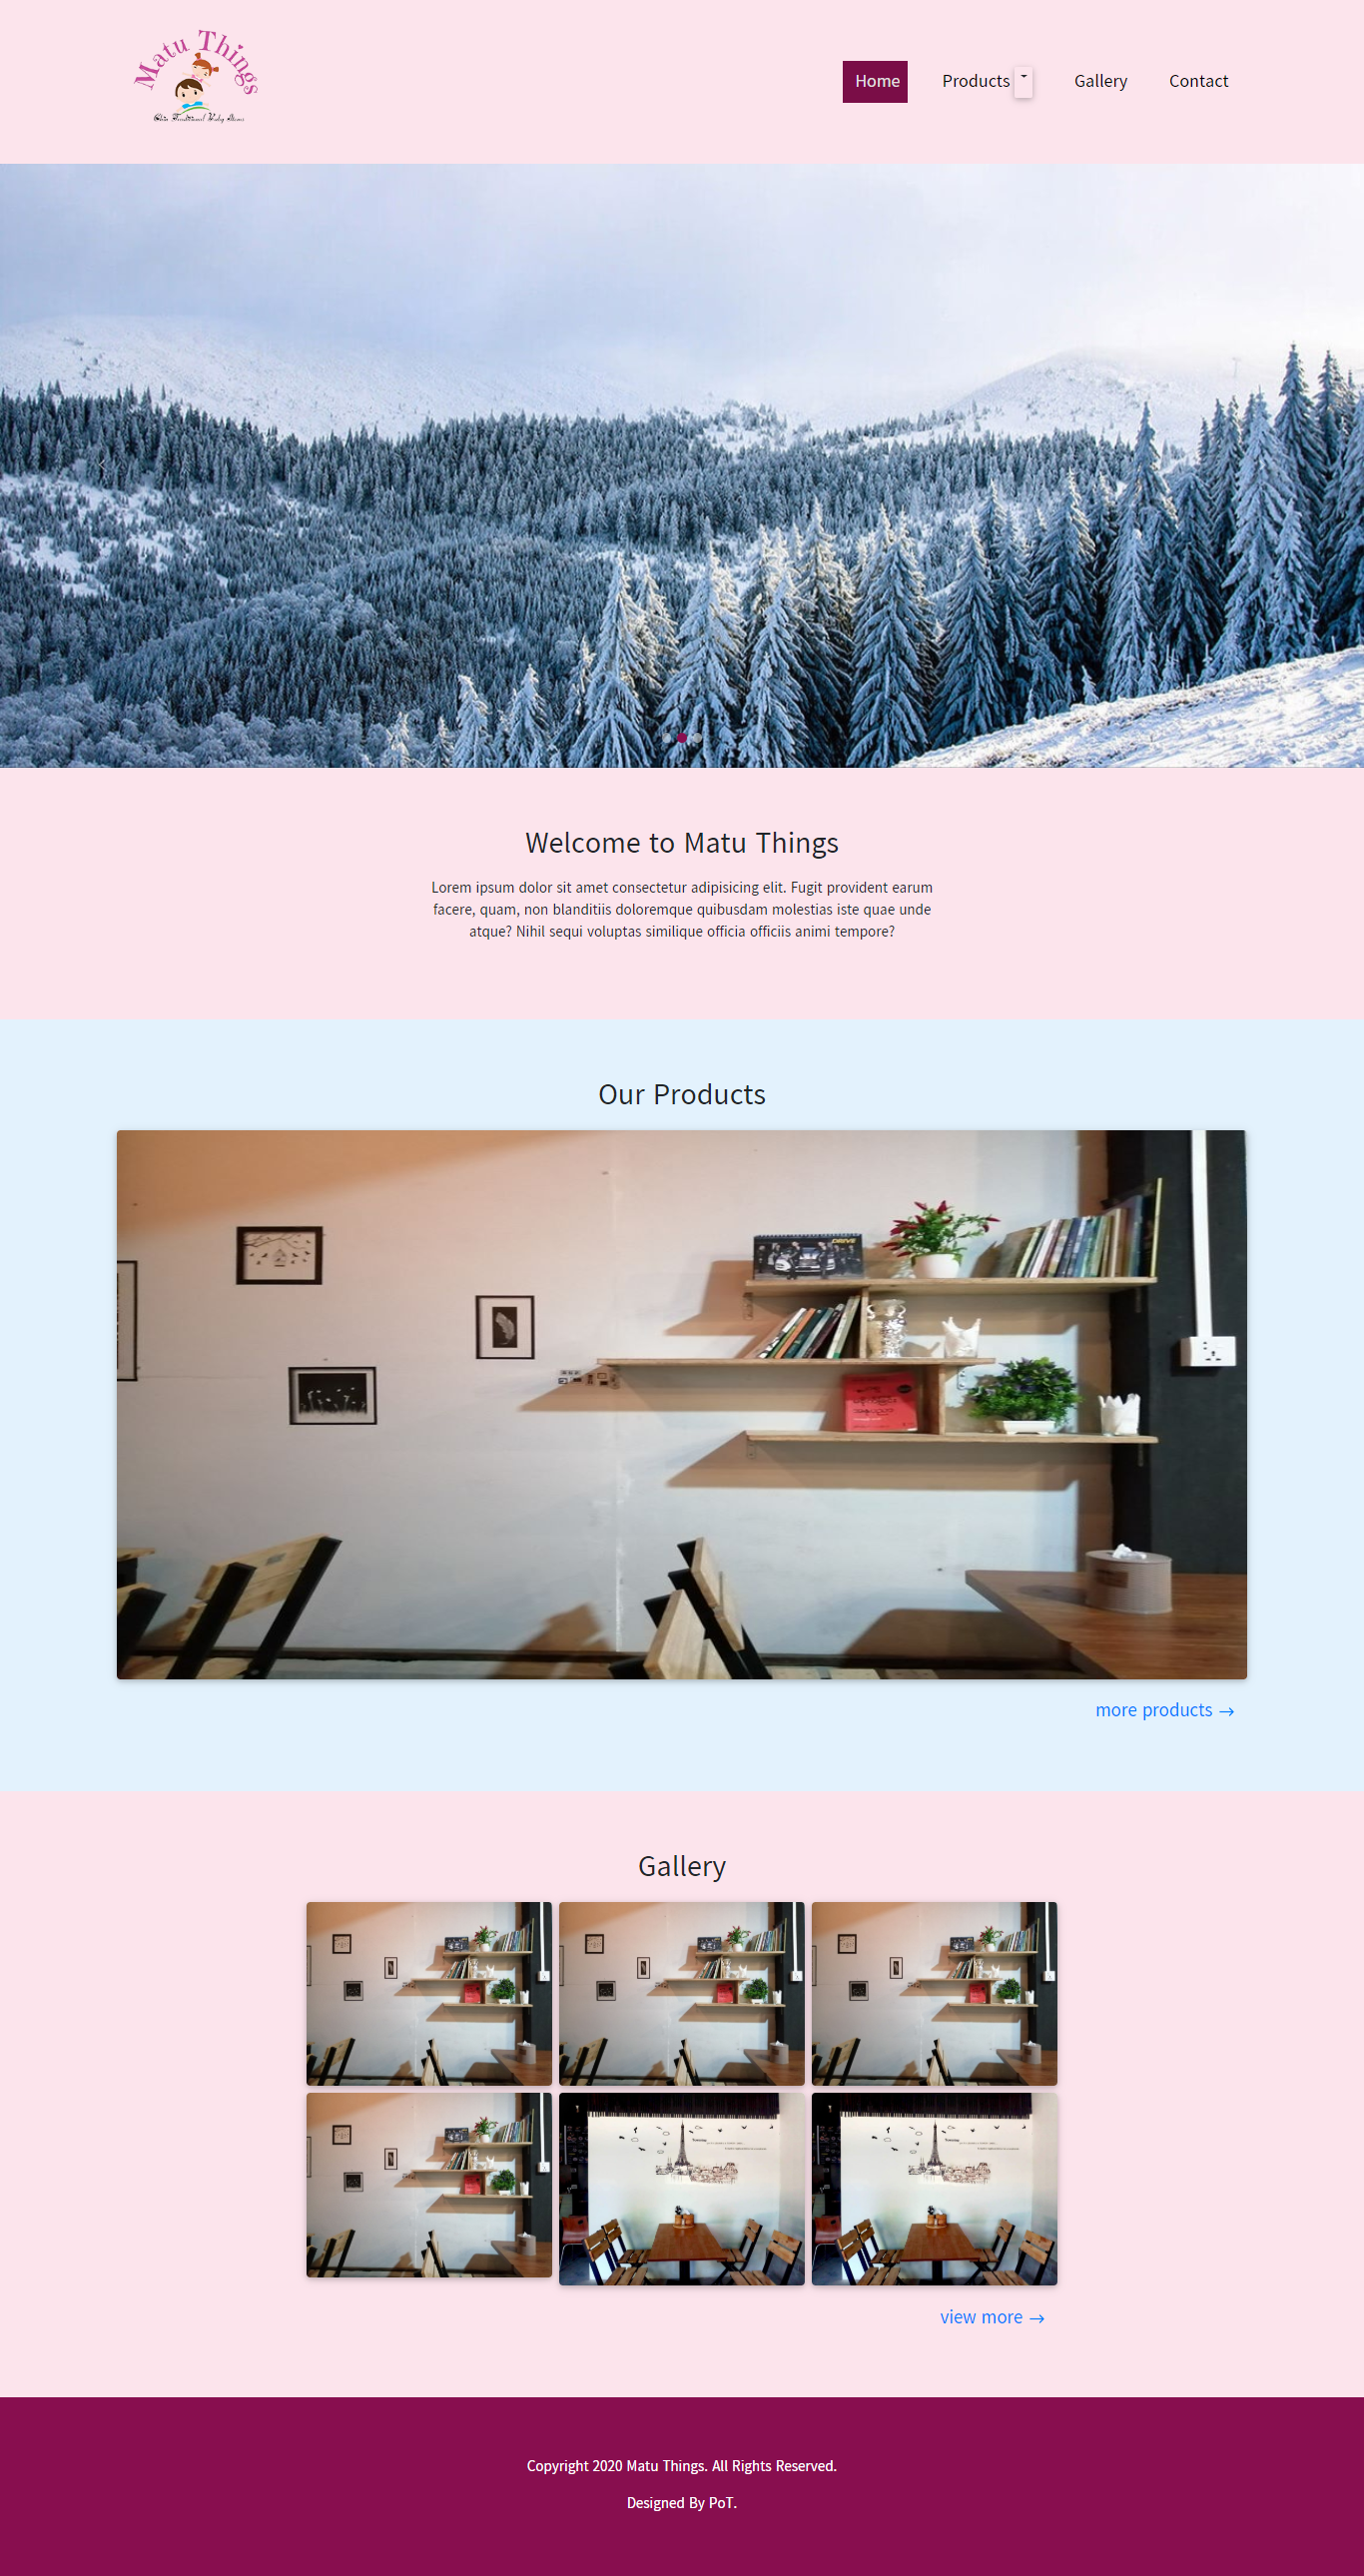 Matu Things
Home Products Gallery Contact
Welcome to Matu Things
Lorem ipsum dolor sit amet consectetur adipisicing elit. Fugit provident earum
facere, quam, non blanditiis doloremque quibusdam molestias iste quae unde
atque? Nihil sequi voluptas similique officia officiis animi tempore?
Our Products
DRIVE
more products →
Gallery
view more →
Copyright 2020 Matu Things. All Rights Reserved.
Designed By PoT.